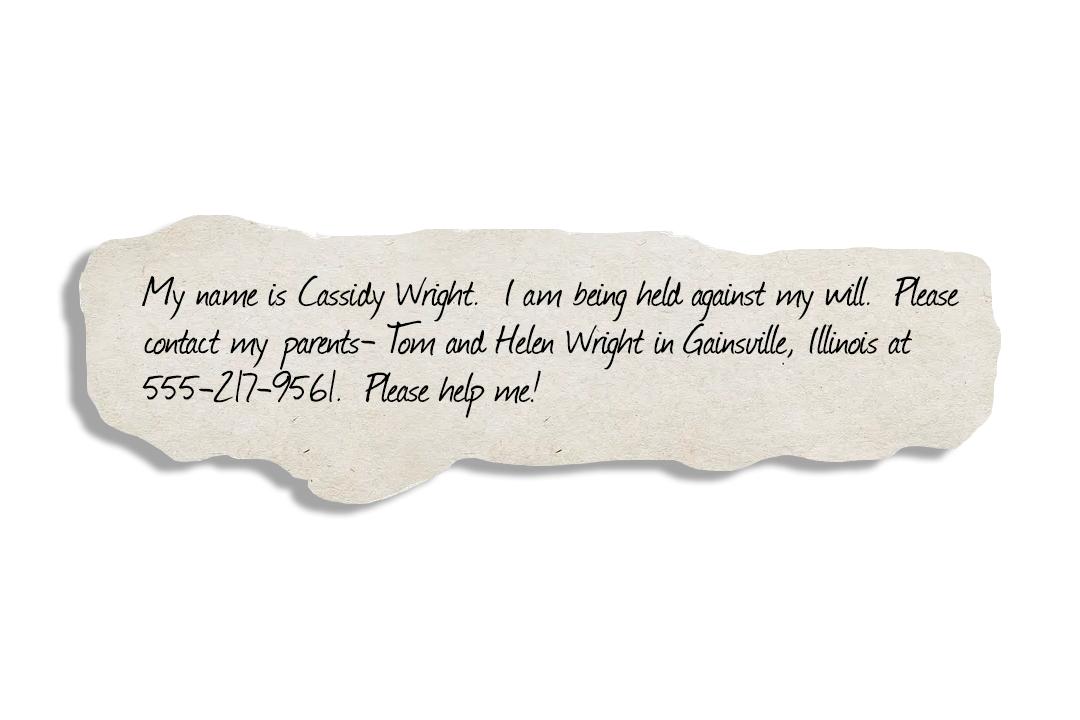 My name is Cassidy Wright.  I am being held against my will.  Please
contact my parents- Tom and Helen Wright in Gainsville, Illinois at
555-217-9561.  Please help me!